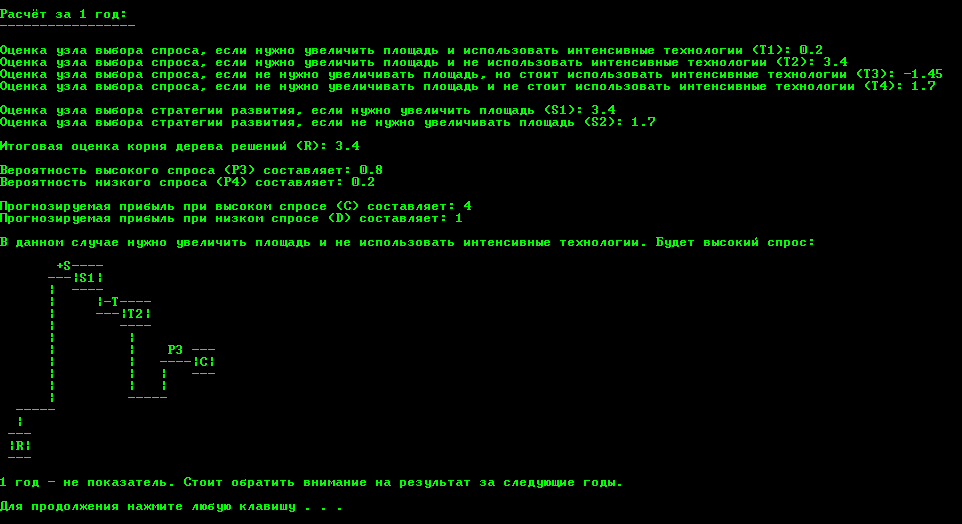 Расчёт за 1 год:
-----------------
Оценка узла выбора спроса, если нужно увеличить площадь и использовать интенсивные технологии (T1): 0.2
Оценка узла выбора спроса, если нужно увеличить площадь и не использовать интенсивные технологии (T2): 3.4
Оценка узла выбора спроса, если не нужно увеличивать площадь, но стоит использовать интенсивные технологии (T3): -1.45
Оценка узла выбора спроса, если не нужно увеличивать площадь и не стоит использовать интенсивные технологии (T4): 1.7
Оценка узла выбора стратегии развития, если нужно увеличить площадь (S1): 3.4
Оценка узла выбора стратегии развития, если не нужно увеличивать площадь (S2): 1.7
Итоговая оценка корня дерева решений (R): 3.4
Вероятность высокого спроса (P3) составляет: 0.8
Вероятность низкого спроса (P4) составляет: 0.2
Прогнозируемая прибыль при высоком спросе (C) составляет: 4
Прогнозируемая прибыль при низком спросе (D) составляет: 1
В данном случае нужно увеличить площадь и не использовать интенсивные технологии. Будет высокий спрос:
+S----
---|S1|
| ----
| |-T----
| ---|T2|
| ----
| |
| | P3 ---
| | ----|C|
| | | ---
| | |
| -----
-----
|
---
|R|
---
1 год - не показатель. Стоит обратить внимание на результат за следующие годы.
Для продолжения нажмите любую клавишу . . .